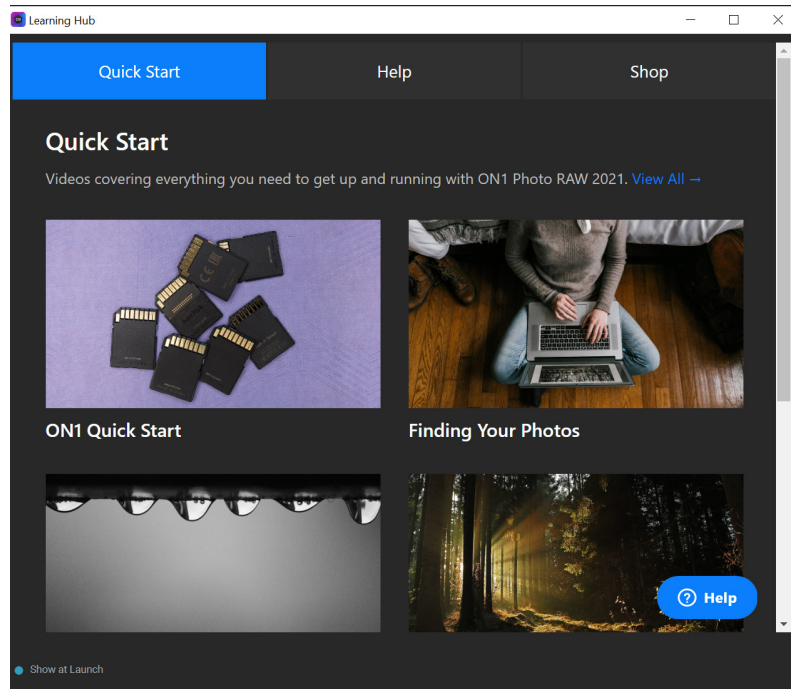 Learning Hub
Quick Start
Help
Shop
Quick Start
Videos covering everything you need to get up and running with ON1 Photo RAW 2021. View All →
ON1 Quick Start
Finding Your Photos
Help
Show at Launch